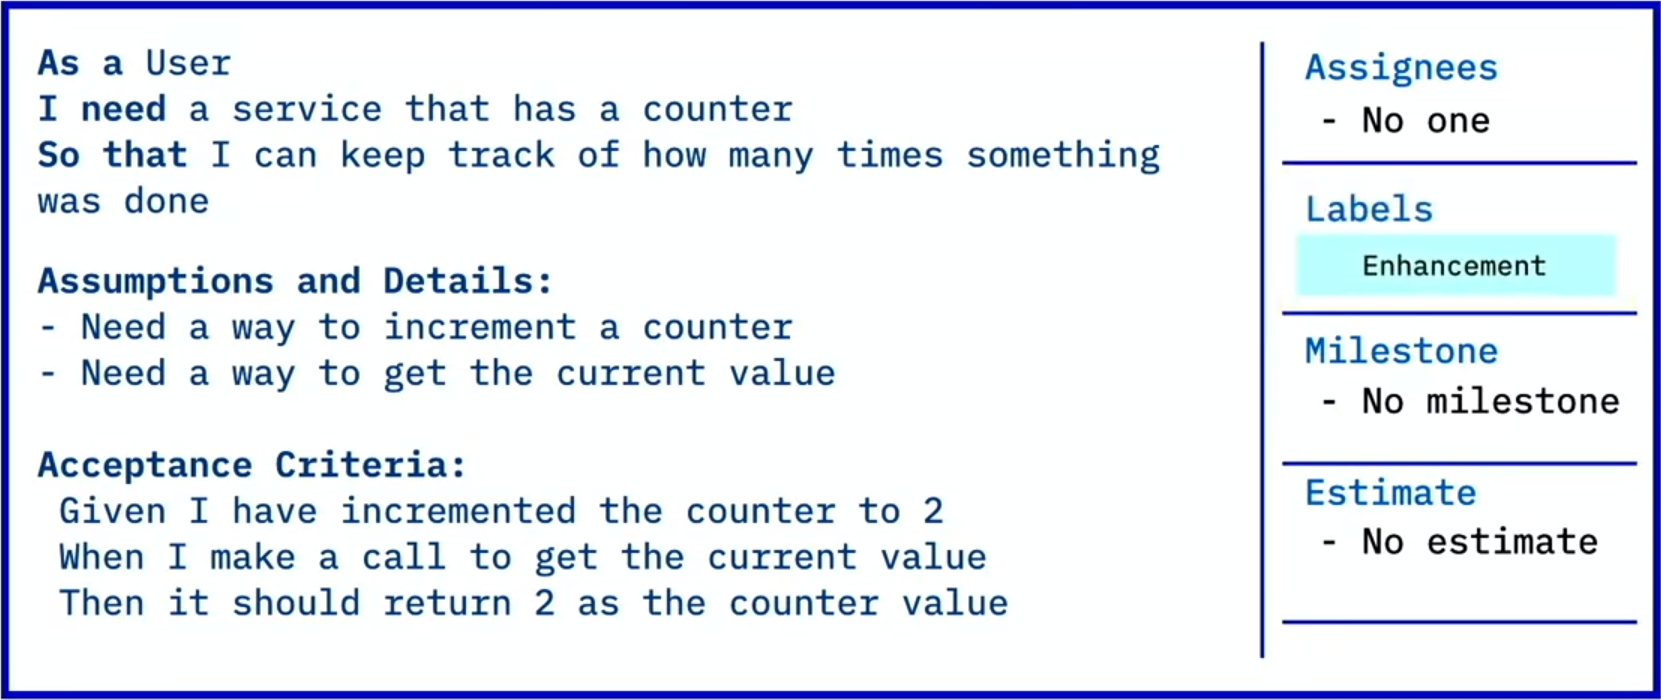 As a User
I need a service that has a counter
So that I can keep track of how many times something
was done
Assumptions and Details:
- Need a way to increment a counter
- Need a way to get the current value
Acceptance Criteria:
Given I have incremented the counter to 2
When I make a call to get the current value
Then it should return 2 as the counter value
Assignees
- No one
Labels
Enhancement
Milestone
- No milestone
Estimate
- No estimate